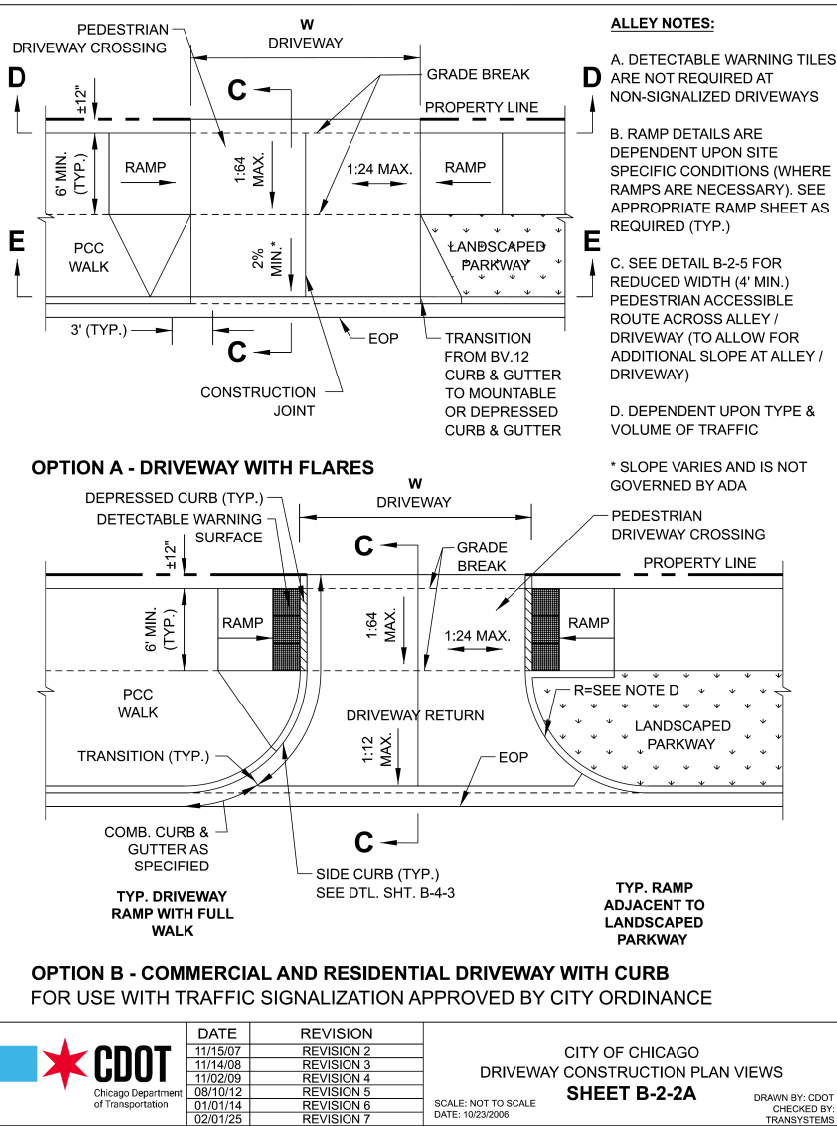 PEDESTRIAN
DRIVEWAY CROSSING
W
DRIVEWAY
GRADE BREAK
PROPERTY LINE
D
D
C
±12"
6' MIN.
(TYP.)
RAMP
1:64
MAX.
1:24 MAX.
RAMP
E
E
PCC
WALK
2%
MIN.*
LANDSCAPED
PARKWAY
3' (TYP.)
C
EOP
CONSTRUCTION
JOINT
TRANSITION
FROM BV.12
CURB & GUTTER
TO MOUNTABLE
OR DEPRESSED
CURB & GUTTER
ALLEY NOTES:
A. DETECTABLE WARNING TILES
ARE NOT REQUIRED AT
NON-SIGNALIZED DRIVEWAYS
B. RAMP DETAILS ARE
DEPENDENT UPON SITE
SPECIFIC CONDITIONS (WHERE
RAMPS ARE NECESSARY). SEE
APPROPRIATE RAMP SHEET AS
REQUIRED (TYP.)
C. SEE DETAIL B-2-5 FOR
REDUCED WIDTH (4' MIN.)
PEDESTRIAN ACCESSIBLE
ROUTE ACROSS ALLEY /
DRIVEWAY (TO ALLOW FOR
ADDITIONAL SLOPE AT ALLEY /
DRIVEWAY)
D. DEPENDENT UPON TYPE &
VOLUME OF TRAFFIC
* SLOPE VARIES AND IS NOT
GOVERNED BY ADA
OPTION A - DRIVEWAY WITH FLARES
DEPRESSED CURB (TYP.)
DETECTABLE WARNING
SURFACE
W
DRIVEWAY
PEDESTRIAN
DRIVEWAY CROSSING
C
GRADE
BREAK
PROPERTY LINE
±12"
6' MIN.
(TYP.)
RAMP
1:64
MAX.
1:24 MAX.
RAMP
PCC
WALK
R=SEE NOTE D
DRIVEWAY RETURN
LANDSCAPED
PARKWAY
TRANSITION (TYP.)
1:12
MAX.
EOP
COMB. CURB &
GUTTER AS
SPECIFIED
C
SIDE CURB (TYP.)
SEE DTL. SHT. B-4-3
TYP. DRIVEWAY
RAMP WITH FULL
WALK
TYP. RAMP
ADJACENT TO
LANDSCAPED
PARKWAY
OPTION B - COMMERCIAL AND RESIDENTIAL DRIVEWAY WITH CURB
FOR USE WITH TRAFFIC SIGNALIZATION APPROVED BY CITY ORDINANCE
CDOT
Chicago Department
of Transportation
DATE REVISION
11/15/07 REVISION 2
11/14/08 REVISION 3
11/02/09 REVISION 4
08/10/12 REVISION 5
01/01/14 REVISION 6
02/01/25 REVISION 7
CITY OF CHICAGO
DRIVEWAY CONSTRUCTION PLAN VIEWS
SHEET B-2-2A
SCALE: NOT TO SCALE
DATE: 10/23/2006
DRAWN BY: CDOT
CHECKED BY:
TRANSYSTEMS